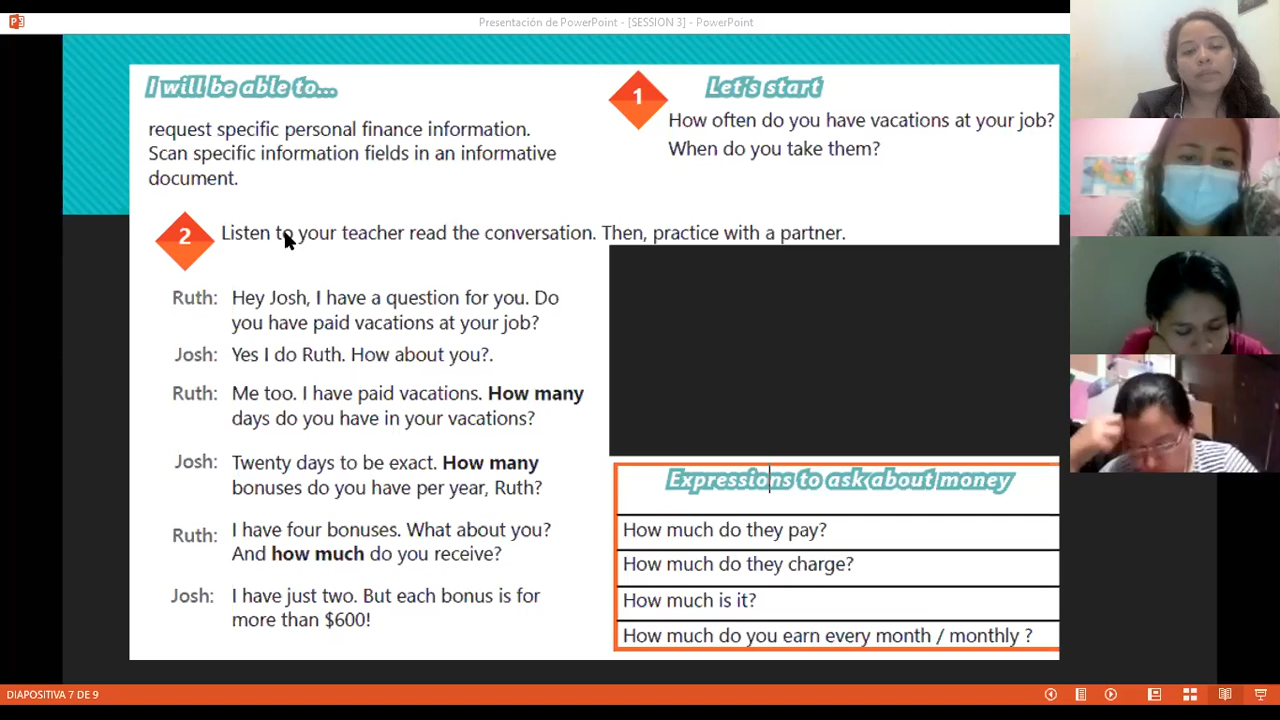 Presentación de PowerPoint - [SESSION 3] - PowerPoint
I will be able to...
request specific personal finance information.
Scan specific information fields in an informative
document.
1
Let's start
How often do you have vacations at your job?
When do you take them?
2
Listen to your teacher read the conversation. Then, practice with a partner.
Ruth: Hey Josh, I have a question for you. Do
you have paid vacations at your job?
Josh: Yes I do Ruth. How about you?.
Ruth: Me too. I have paid vacations. How many
days do you have in your vacations?
Josh: Twenty days to be exact. How many
bonuses do you have per year, Ruth?
Ruth: I have four bonuses. What about you?
And how much do you receive?
Josh: I have just two. But each bonus is for
more than $600!
Expressions to ask about money
How much do they pay?
How much do they charge?
How much is it?
How much do you earn every month / monthly ?
DIAPOSITIVA 7 DE 9